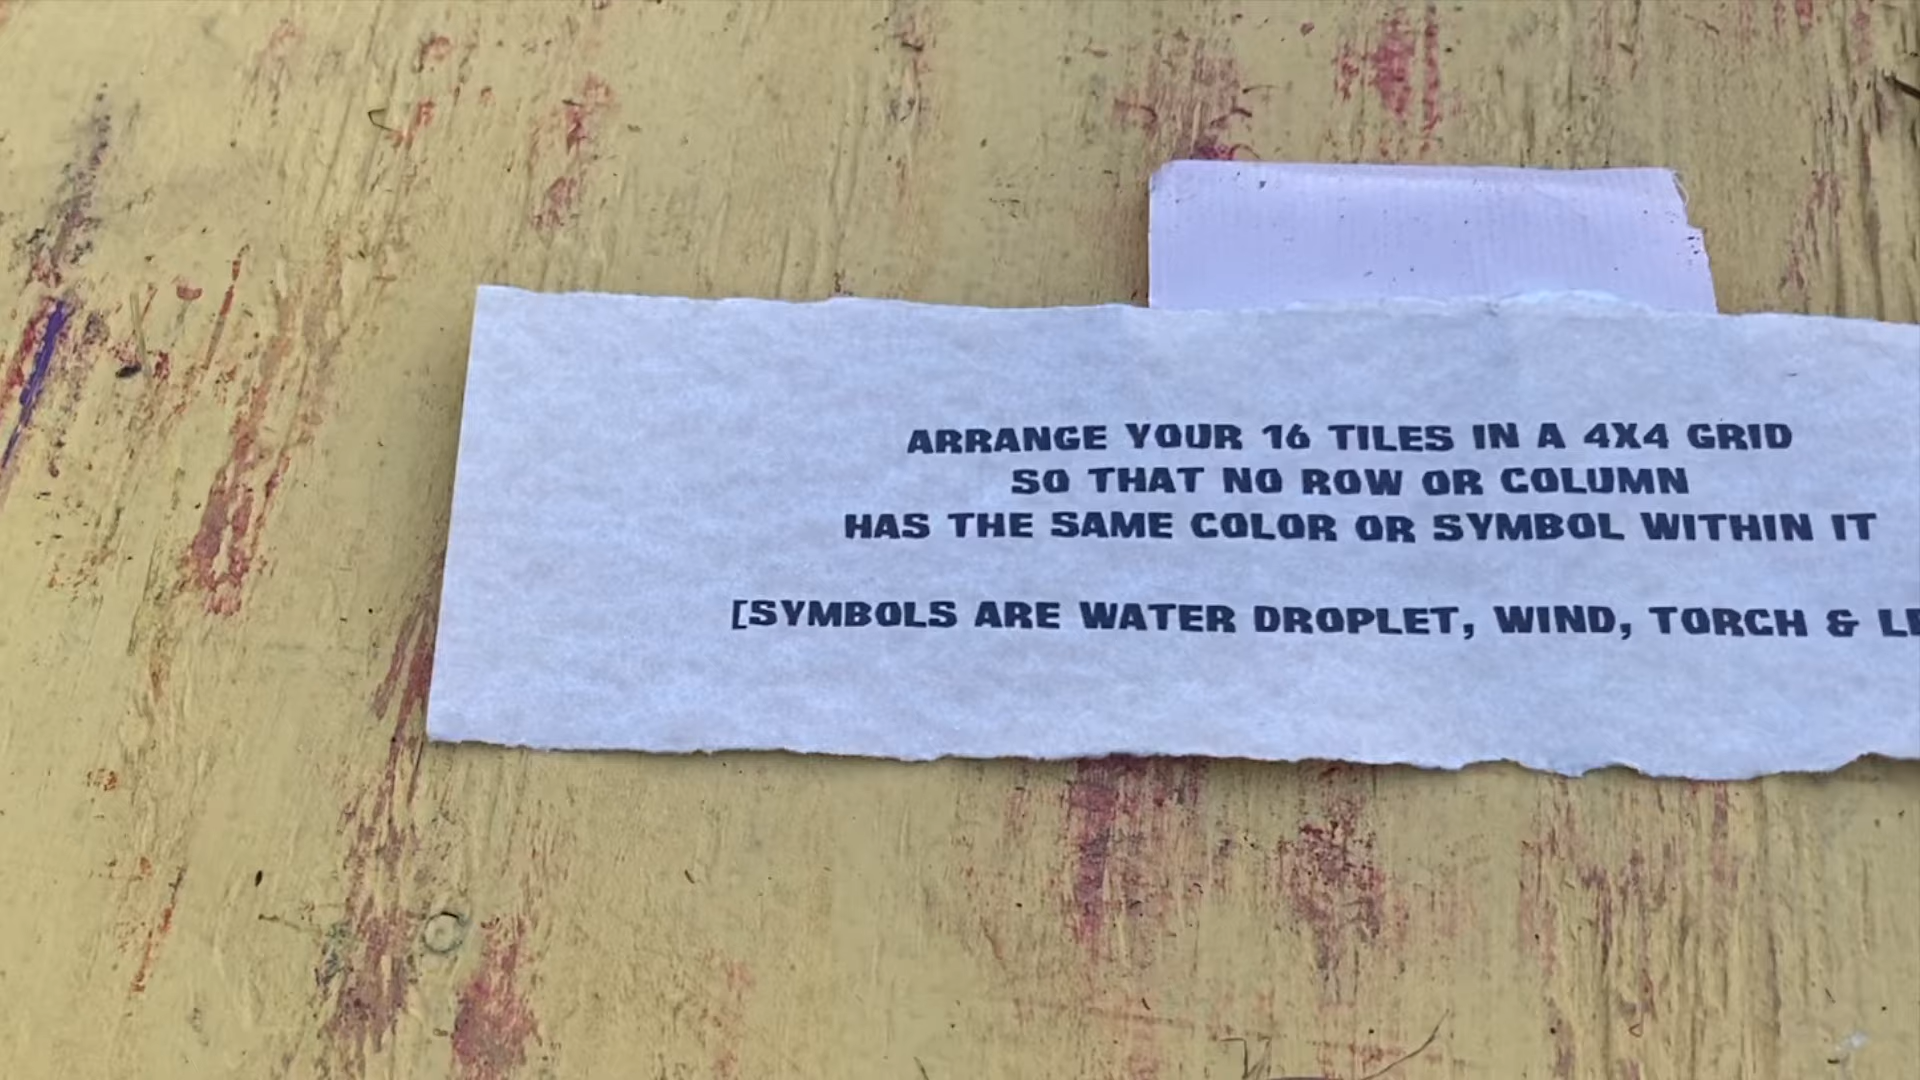 ARRANGE YOUR 16 TILES IN A 4X4 GRID
SO THAT NO ROW OR COLUMN
HAS THE SAME COLOR OR SYMBOL WITHIN IT
[SYMBOLS ARE WATER DROPLET, WIND, TORCH &